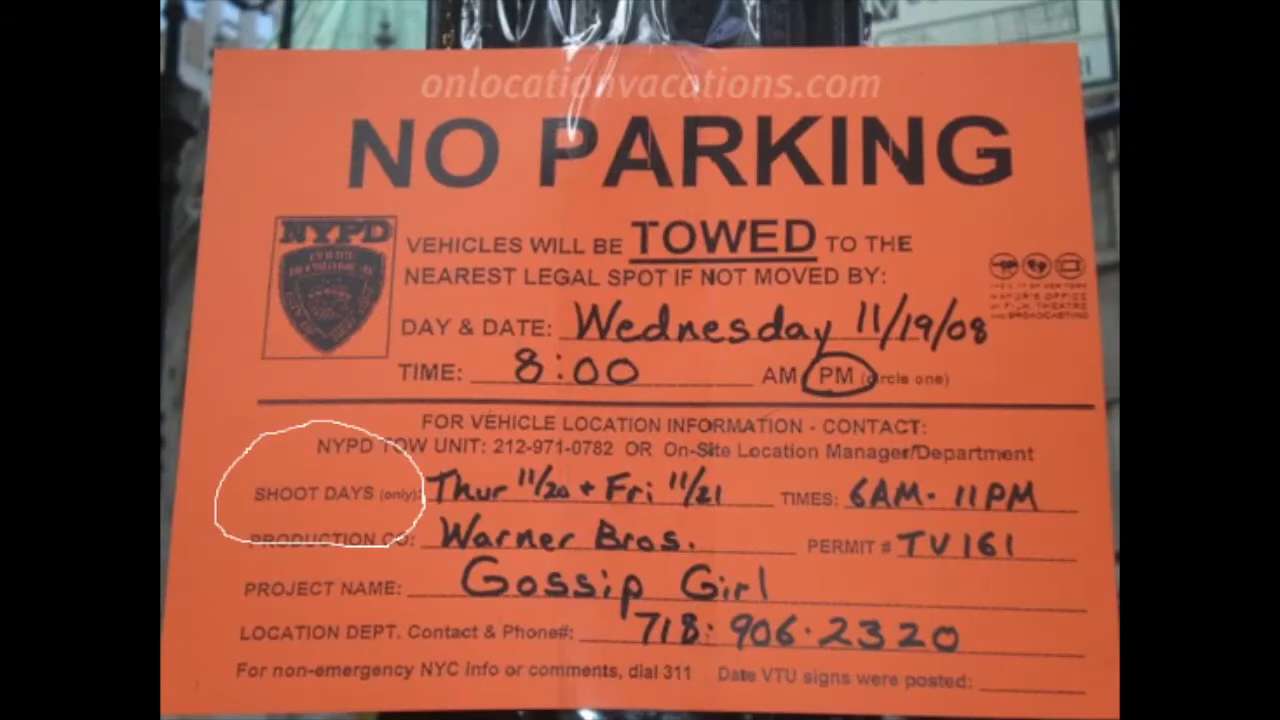 onlocationvacations.com
NO PARKING
NYPD
VEHICLES WILL BE TOWED TO THE
NEAREST LEGAL SPOT IF NOT MOVED BY:
DAY & DATE: Wednesday 11/19/08
TIME: 8:00 AM PM (circle one)
FOR VEHICLE LOCATION INFORMATION - CONTACT:
NYPD TOW UNIT: 212-971-0782 OR On-Site Location Manager/Department
SHOOT DAYS (only): Thur 11/20 + Fri 11/21 TIMES: 6AM - 11PM
PRODUCTION CO: Warner Bros. PERMIT # TV161
PROJECT NAME: Gossip Girl
LOCATION DEPT. Contact & Phone#: 718.906.2320
For non-emergency NYC info or comments, dial 311 Date VTU signs were posted: